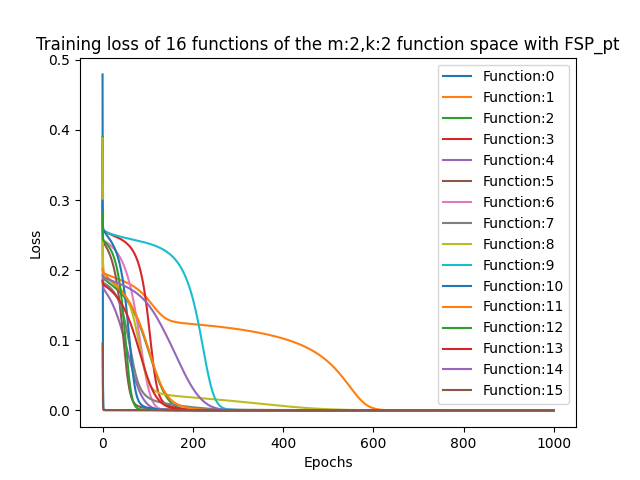 Training loss of 16 functions of the m:2,k:2 function space with FSP_pt
0.5
0.4
0.3
0.2
0.1
0.0
Loss
0 200 400 600 800 1000
Epochs
Function:0
Function:1
Function:2
Function:3
Function:4
Function:5
Function:6
Function:7
Function:8
Function:9
Function:10
Function:11
Function:12
Function:13
Function:14
Function:15